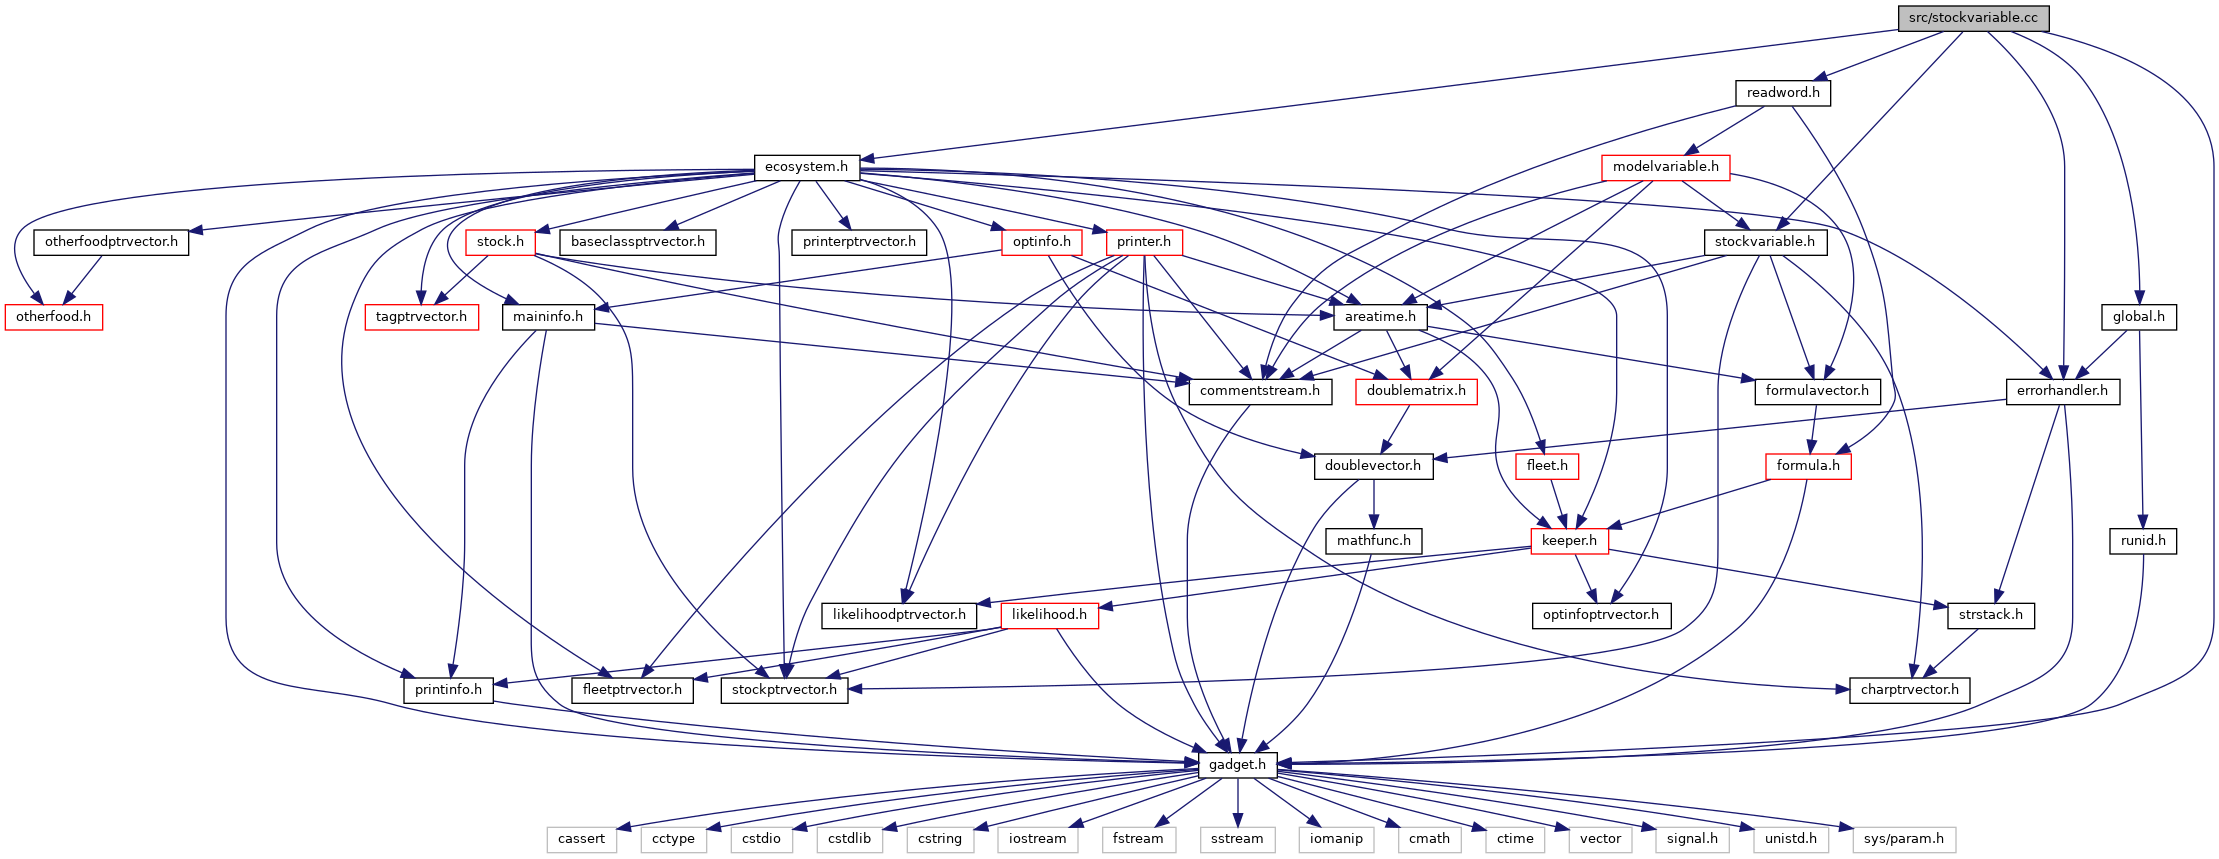 src/stockvariable.cc
readword.h
ecosystem.h
modelvariable.h
otherfoodptrvector.h
stock.h
baseclassptrvector.h
printerptrvector.h
optinfo.h
printer.h
stockvariable.h
otherfood.h
tagptrvector.h
maininfo.h
areatime.h
global.h
commentstream.h
doublematrix.h
formulavector.h
errorhandler.h
doublevector.h
fleet.h
formula.h
mathfunc.h
keeper.h
runid.h
likelihoodptrvector.h
likelihood.h
optinfoptrvector.h
strstack.h
printinfo.h
fleetptrvector.h
stockptrvector.h
charptrvector.h
gadget.h
cassert
cctype
cstdio
cstdlib
cstring
iostream
fstream
sstream
iomanip
cmath
ctime
vector
signal.h
unistd.h
sys/param.h